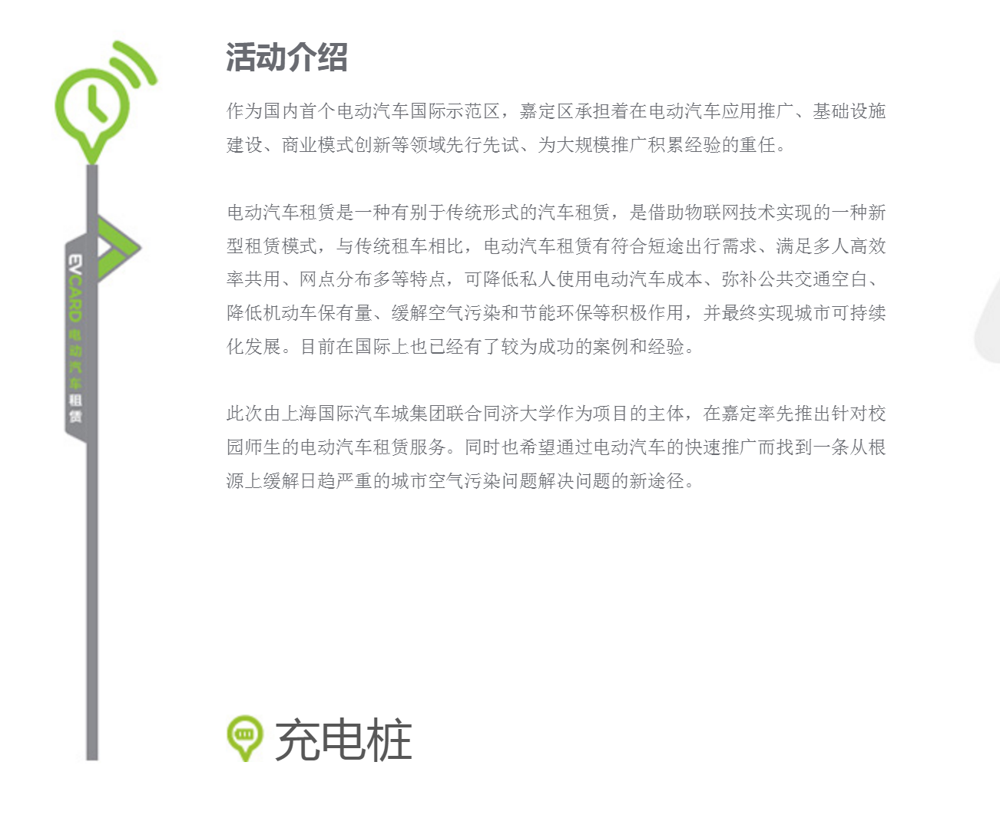 活动介绍
作为国内首个电动汽车国际示范区，嘉定区承担着在电动汽车应用推广、基础设施
建设、商业模式创新等领域先行先试、为大规模推广积累经验的重任。
电动汽车租赁是一种有别于传统形式的汽车租赁，是借助物联网技术实现的一种新
型租赁模式，与传统租车相比，电动汽车租赁有符合短途出行需求、满足多人高效
率共用、网点分布多等特点，可降低私人使用电动汽车成本、弥补公共交通空白、
降低机动车保有量、缓解空气污染和节能环保等积极作用，并最终实现城市可持续
化发展。目前在国际上也已经有了较为成功的案例和经验。
此次由上海国际汽车城集团联合同济大学作为项目的主体，在嘉定率先推出针对校
园师生的电动汽车租赁服务。同时也希望通过电动汽车的快速推广而找到一条从根
源上缓解日趋严重的城市空气污染问题解决问题的新途径。
EVCARD 电动汽车租赁
充电桩